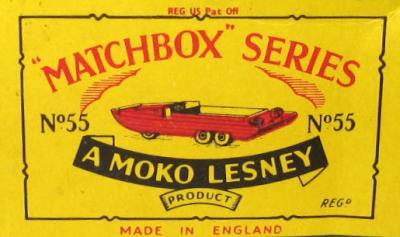 REG US Pat Off
"MATCHBOX" SERIES
Nº55 Nº55
A MOKO LESNEY
PRODUCT
REGD
MADE IN ENGLAND